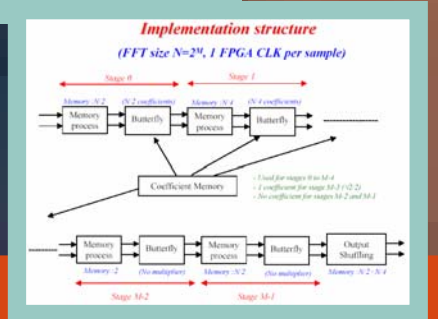 Implementation structure
(FFT size N=2ᴹ, 1 FPGA CLK per sample)
Stage 0
Stage 1
Memory :N/2
(N/2 coefficients)
Memory :N/4
(N/4 coefficients)
Memory process
Butterfly
Memory process
Butterfly
Coefficient Memory
- Used for stages 0 to M-4
- 1 coefficient for stage M-3 (√2/2)
- No coefficient for stages M-2 and M-1
Memory process
Butterfly
Memory process
Butterfly
Output Shuffling
Memory :2
(No multiplier)
Memory :N/2
(No multiplier)
Memory :N/2 - N/4
Stage M-2
Stage M-1